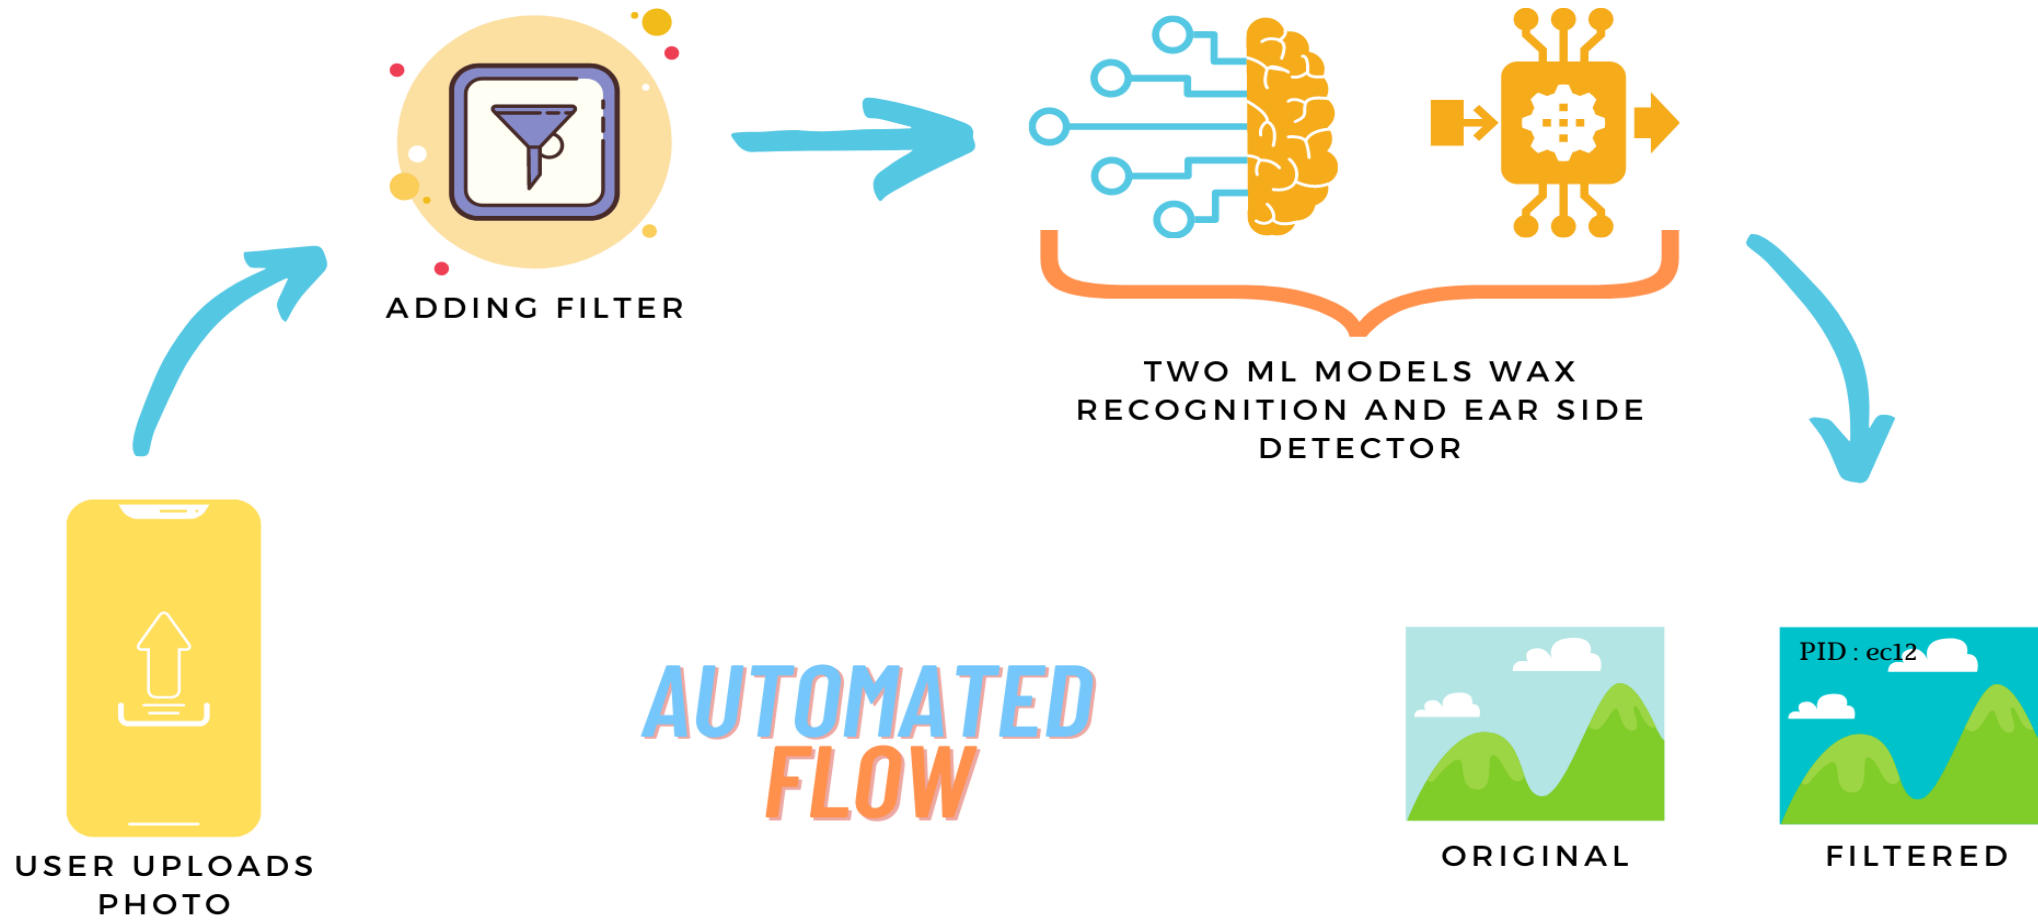 ADDING FILTER
TWO ML MODELS WAX
RECOGNITION AND EAR SIDE
DETECTOR
USER UPLOADS
PHOTO
AUTOMATED
FLOW
PID : ec12
ORIGINAL
FILTERED